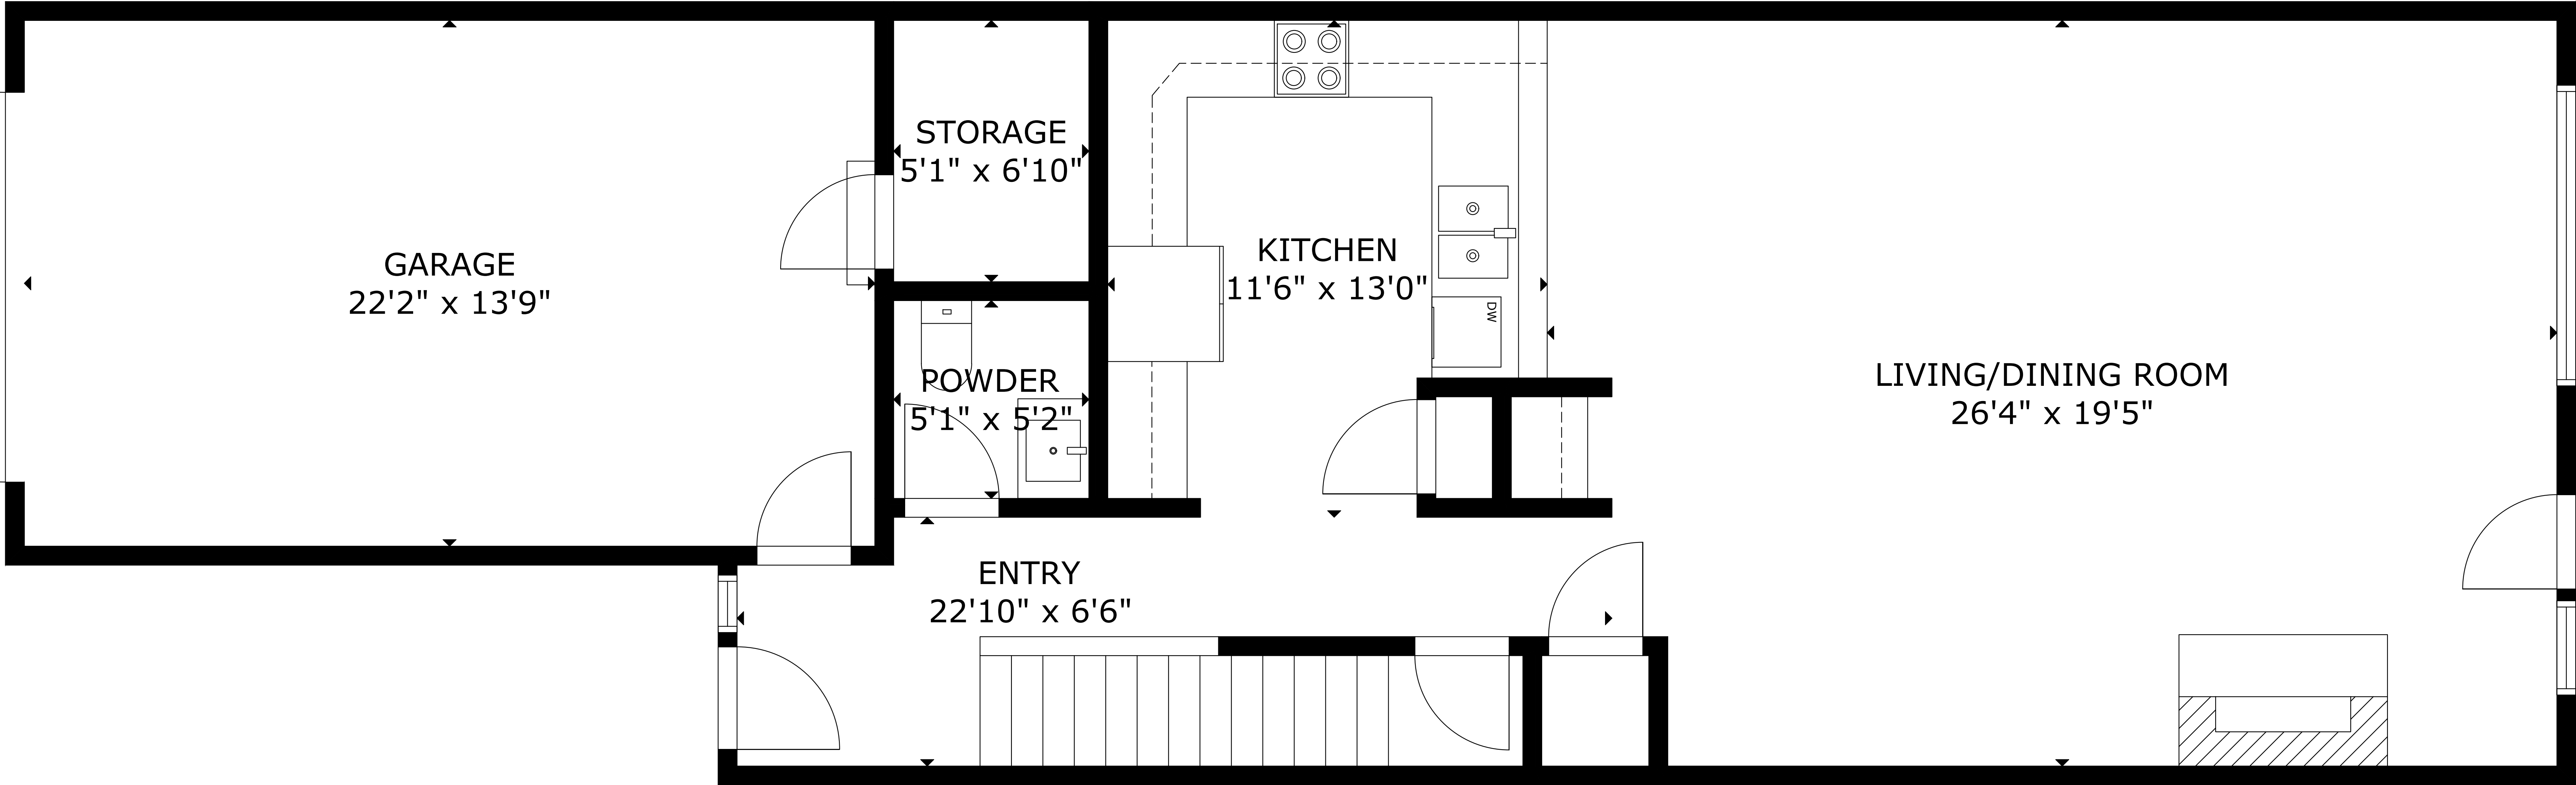 GARAGE
22'2" x 13'9"
STORAGE
5'1" x 6'10"
POWDER
5'1" x 5'2"
KITCHEN
11'6" x 13'0"
DW
LIVING/DINING ROOM
26'4" x 19'5"
ENTRY
22'10" x 6'6"